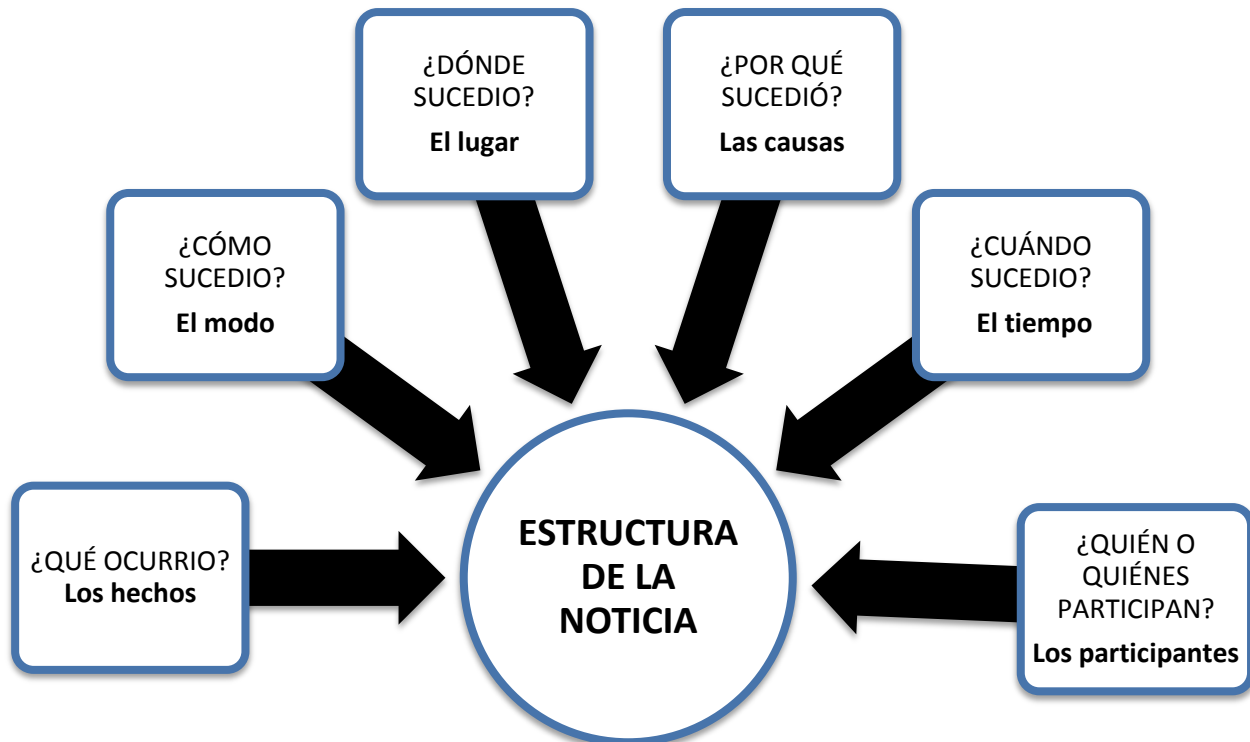 ¿DÓNDE
SUCEDIO?
El lugar
¿POR QUÉ
SUCEDIÓ?
Las causas
¿CÓMO
SUCEDIO?
El modo
¿CUÁNDO
SUCEDIO?
El tiempo
¿QUÉ OCURRIO?
Los hechos
ESTRUCTURA
DE LA
NOTICIA
¿QUIÉN O
QUIÉNES
PARTICIPAN?
Los participantes